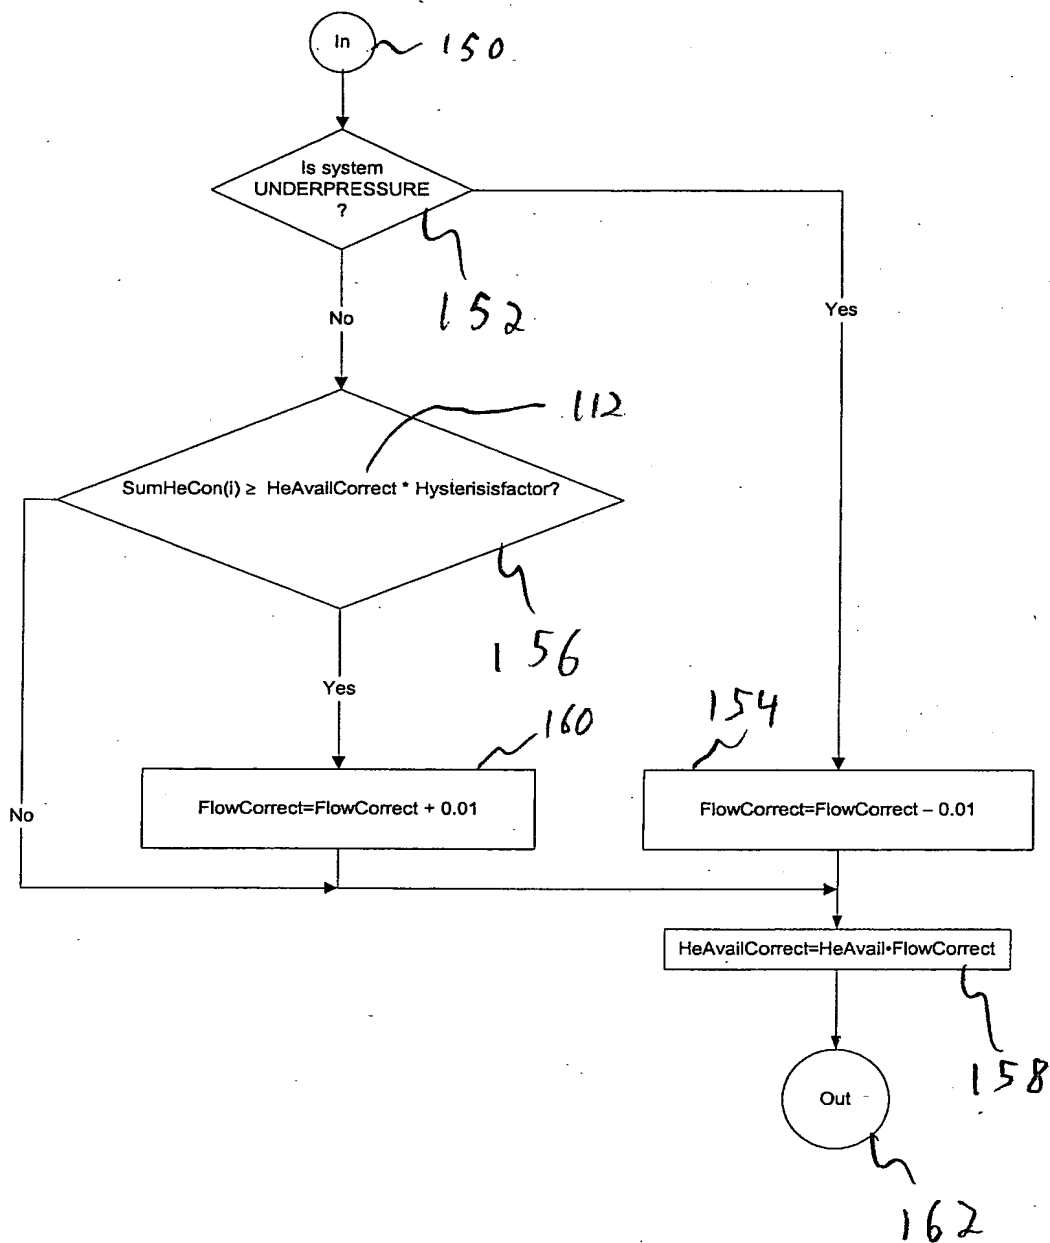 In
150
Is system
UNDERPRESSURE
?
152
No
Yes
112
SumHeCon(i) ≥ HeAvailCorrect * Hysterisisfactor?
156
Yes
160
154
No
FlowCorrect=FlowCorrect + 0.01
FlowCorrect=FlowCorrect – 0.01
HeAvailCorrect=HeAvail•FlowCorrect
158
Out
162